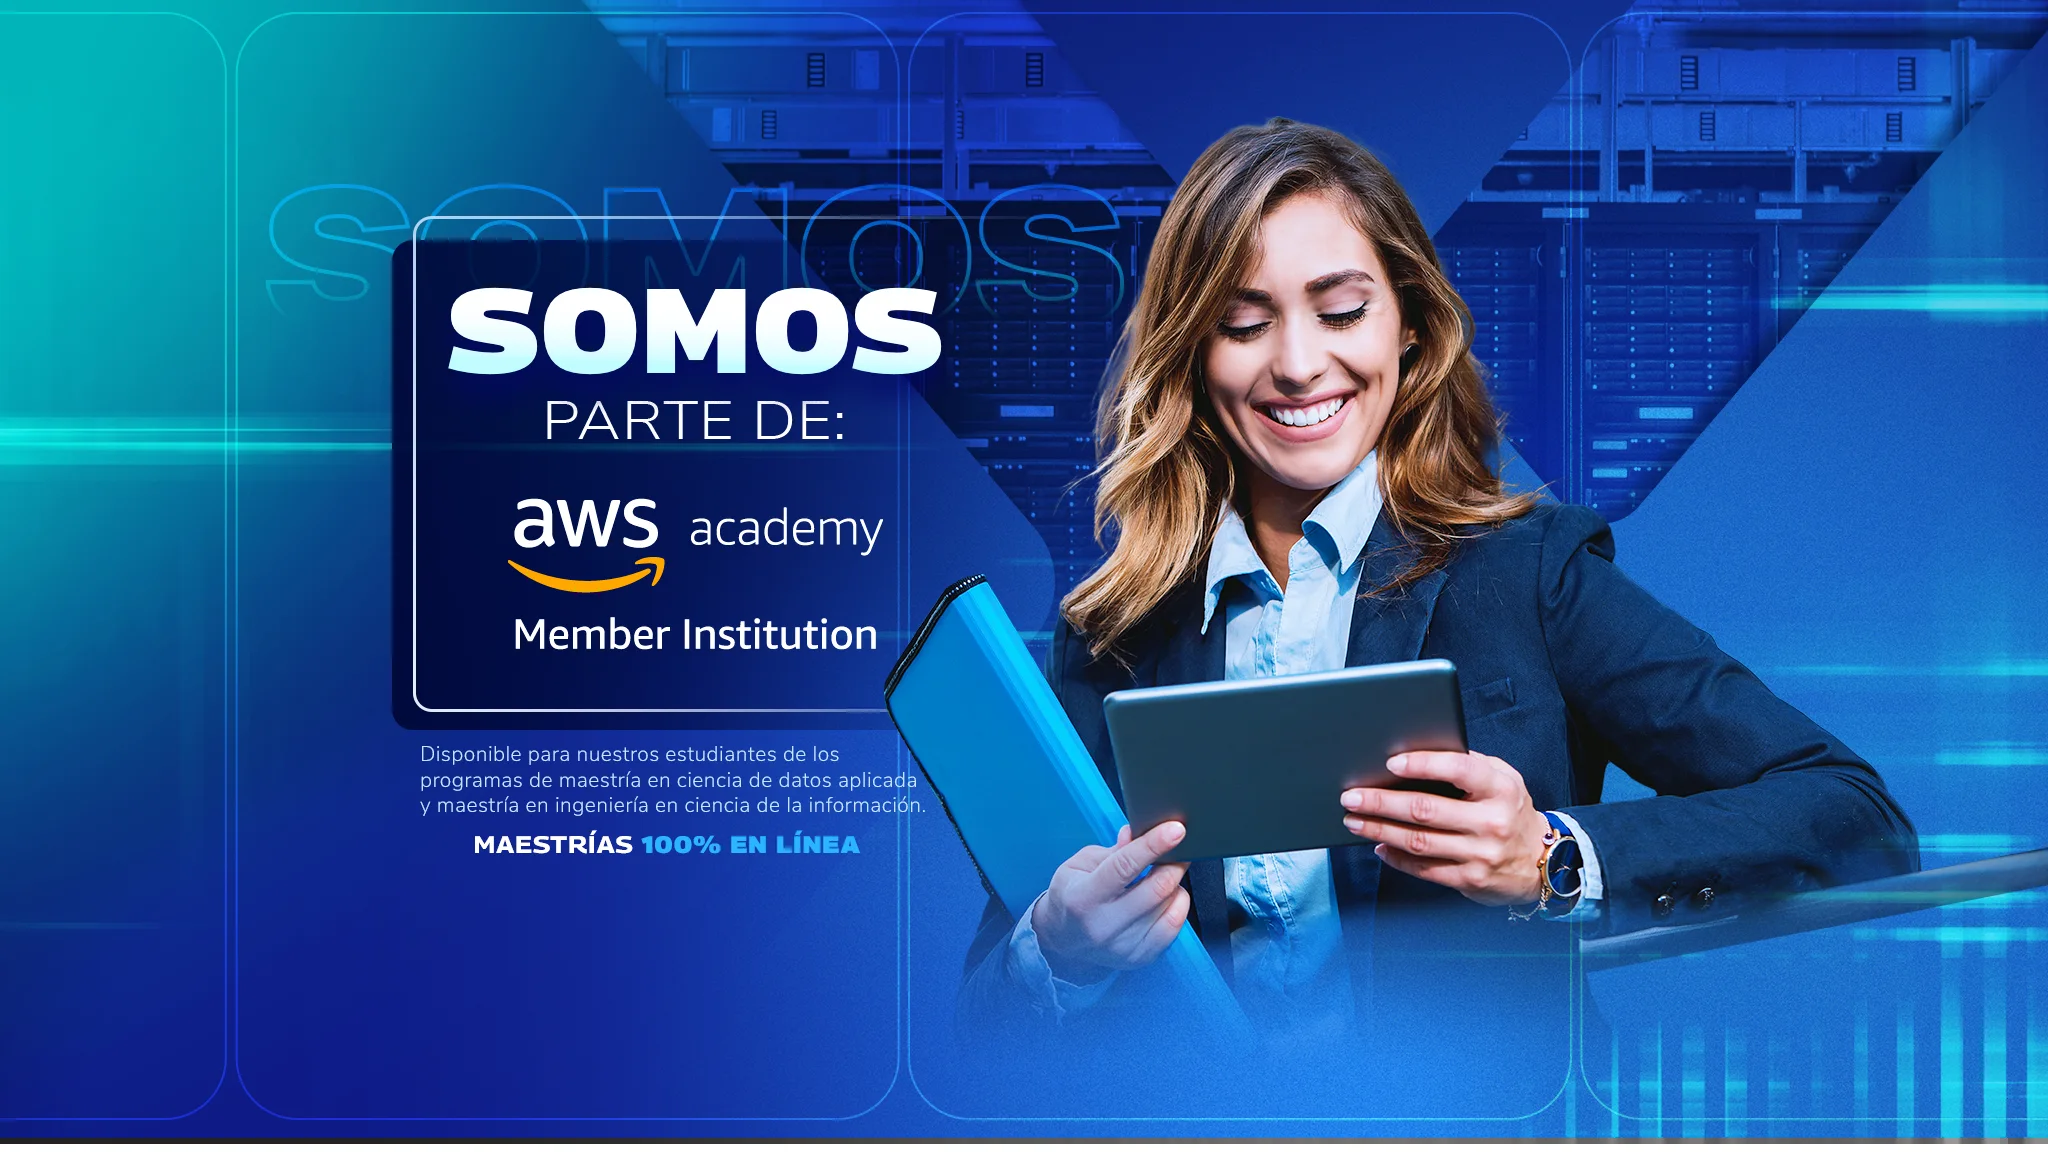 SOMOS
SOMOS
PARTE DE:
aws academy
Member Institution
Disponible para nuestros estudiantes de los
programas de maestría en ciencia de datos aplicada
y maestría en ingeniería en ciencia de la información.
MAESTRÍAS 100% EN LÍNEA